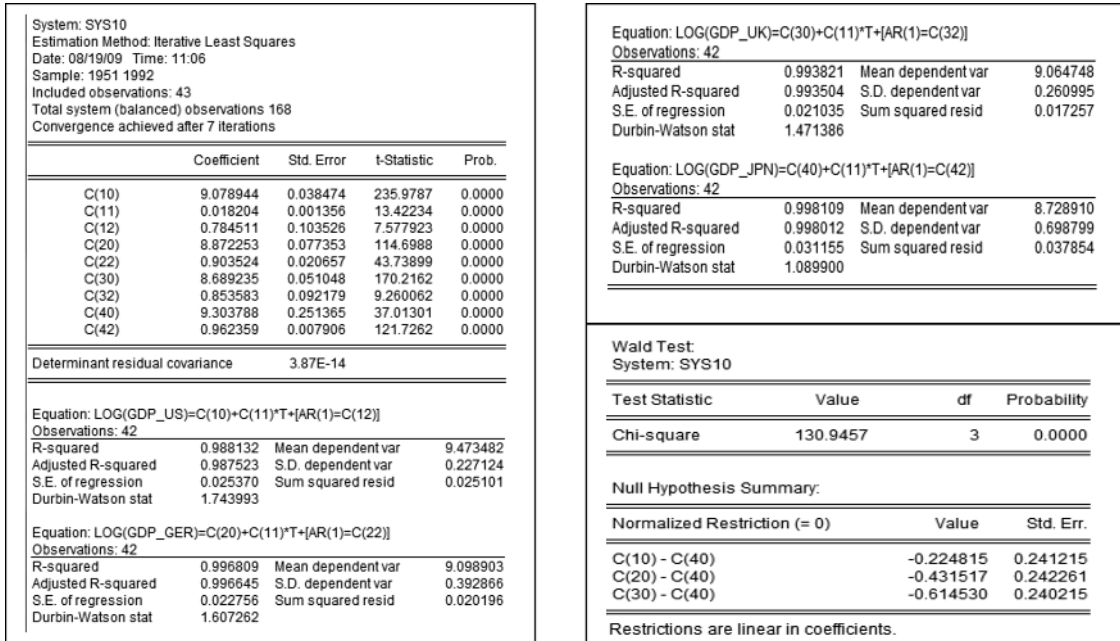 System: SYS10
Estimation Method: Iterative Least Squares
Date: 08/19/09 Time: 11:06
Sample: 1951 1992
Included observations: 43
Total system (balanced) observations 168
Convergence achieved after 7 iterations
Coefficient Std. Error t-Statistic Prob.
C(10) 9.078944 0.038474 235.9787 0.0000
C(11) 0.018204 0.001356 13.42234 0.0000
C(12) 0.784511 0.103526 7.577923 0.0000
C(20) 8.872253 0.077353 114.6988 0.0000
C(22) 0.903524 0.020657 43.73899 0.0000
C(30) 8.689235 0.051048 170.2162 0.0000
C(32) 0.853583 0.092179 9.260062 0.0000
C(40) 9.303788 0.251365 37.01301 0.0000
C(42) 0.962359 0.007906 121.7262 0.0000
Determinant residual covariance 3.87E-14
Equation: LOG(GDP_US)=C(10)+C(11)*T+[AR(1)=C(12)]
Observations: 42
R-squared 0.988132 Mean dependent var 9.473482
Adjusted R-squared 0.987523 S.D. dependent var 0.227124
S.E. of regression 0.025370 Sum squared resid 0.025101
Durbin-Watson stat 1.743993
Equation: LOG(GDP_GER)=C(20)+C(11)*T+[AR(1)=C(22)]
Observations: 42
R-squared 0.996809 Mean dependent var 9.098903
Adjusted R-squared 0.996645 S.D. dependent var 0.392866
S.E. of regression 0.022756 Sum squared resid 0.020196
Durbin-Watson stat 1.607262
Equation: LOG(GDP_UK)=C(30)+C(11)*T+[AR(1)=C(32)]
Observations: 42
R-squared 0.993821 Mean dependent var 9.064748
Adjusted R-squared 0.993504 S.D. dependent var 0.260995
S.E. of regression 0.021035 Sum squared resid 0.017257
Durbin-Watson stat 1.471386
Equation: LOG(GDP_JPN)=C(40)+C(11)*T+[AR(1)=C(42)]
Observations: 42
R-squared 0.998109 Mean dependent var 8.728910
Adjusted R-squared 0.998012 S.D. dependent var 0.698799
S.E. of regression 0.031155 Sum squared resid 0.037854
Durbin-Watson stat 1.089900
Wald Test:
System: SYS10
Test Statistic Value df Probability
Chi-square 130.9457 3 0.0000
Null Hypothesis Summary:
Normalized Restriction (= 0) Value Std. Err.
C(10) - C(40) -0.224815 0.241215
C(20) - C(40) -0.431517 0.242261
C(30) - C(40) -0.614530 0.240215
Restrictions are linear in coefficients.